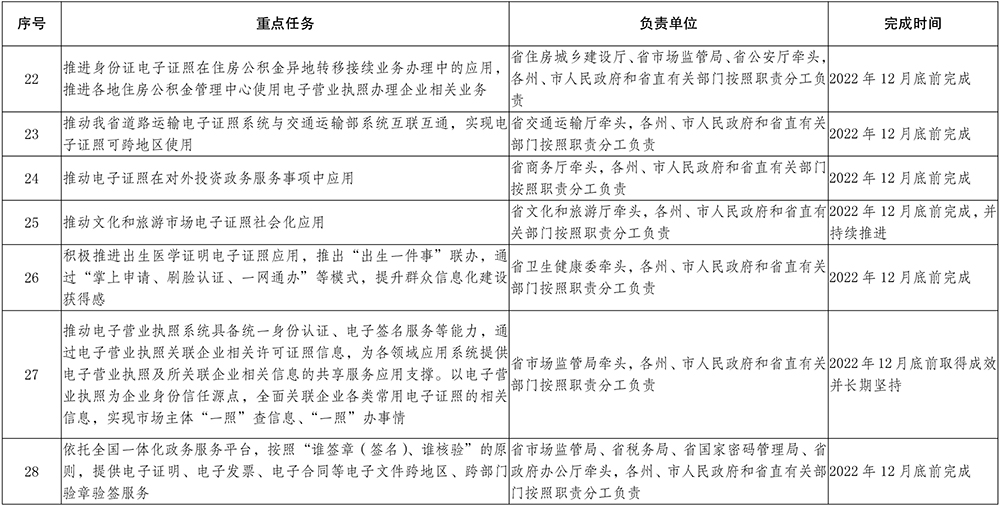 序号
重点任务
负责单位
完成时间
22
推进身份证电子证照在住房公积金异地转移接续业务办理中的应用，
推进各地住房公积金管理中心使用电子营业执照办理企业相关业务
省住房城乡建设厅、省市场监管局、省公安厅牵头，
各州、市人民政府和省直有关部门按照职责分工负
责
2022年12月底前完成
23
推动我省道路运输电子证照系统与交通运输部系统互联互通，实现电
子证照可跨地区使用
省交通运输厅牵头，各州、市人民政府和省直有关
部门按照职责分工负责
2022年12月底前完成
24
推动电子证照在对外投资政务服务事项中应用
省商务厅牵头，各州、市人民政府和省直有关部门
按照职责分工负责
2022年12月底前完成
25
推动文化和旅游市场电子证照社会化应用
省文化和旅游厅牵头，各州、市人民政府和省直有
关部门按照职责分工负责
2022年12月底前完成，并
持续推进
26
积极推进出生医学证明电子证照应用，推出“出生一件事”联办，通
过“掌上申请、刷脸认证、一网通办”等模式，提升群众信息化建设
获得感
省卫生健康委牵头，各州、市人民政府和省直有关
部门按照职责分工负责
2022年12月底前完成
27
推动电子营业执照系统具备统一身份认证、电子签名服务等能力，通
过电子营业执照关联企业相关许可证照信息，为各领域应用系统提供
电子营业执照及所关联企业相关信息的共享服务应用支撑。以电子营
业执照为企业身份信任源点，全面关联企业各类常用电子证照的相关
信息，实现市场主体“一照”查信息、“一照”办事情
省市场监管局牵头，各州、市人民政府和省直有关
部门按照职责分工负责
2022年12月底前取得成效
并长期坚持
28
依托全国一体化政务服务平台，按照“谁签章（签名）、谁核验”的原
则，提供电子证明、电子发票、电子合同等电子文件跨地区、跨部门
验章验签服务
省市场监管局、省税务局、省国家密码管理局、省
政府办公厅牵头，各州、市人民政府和省直有关部
门按照职责分工负责
2022年12月底前完成